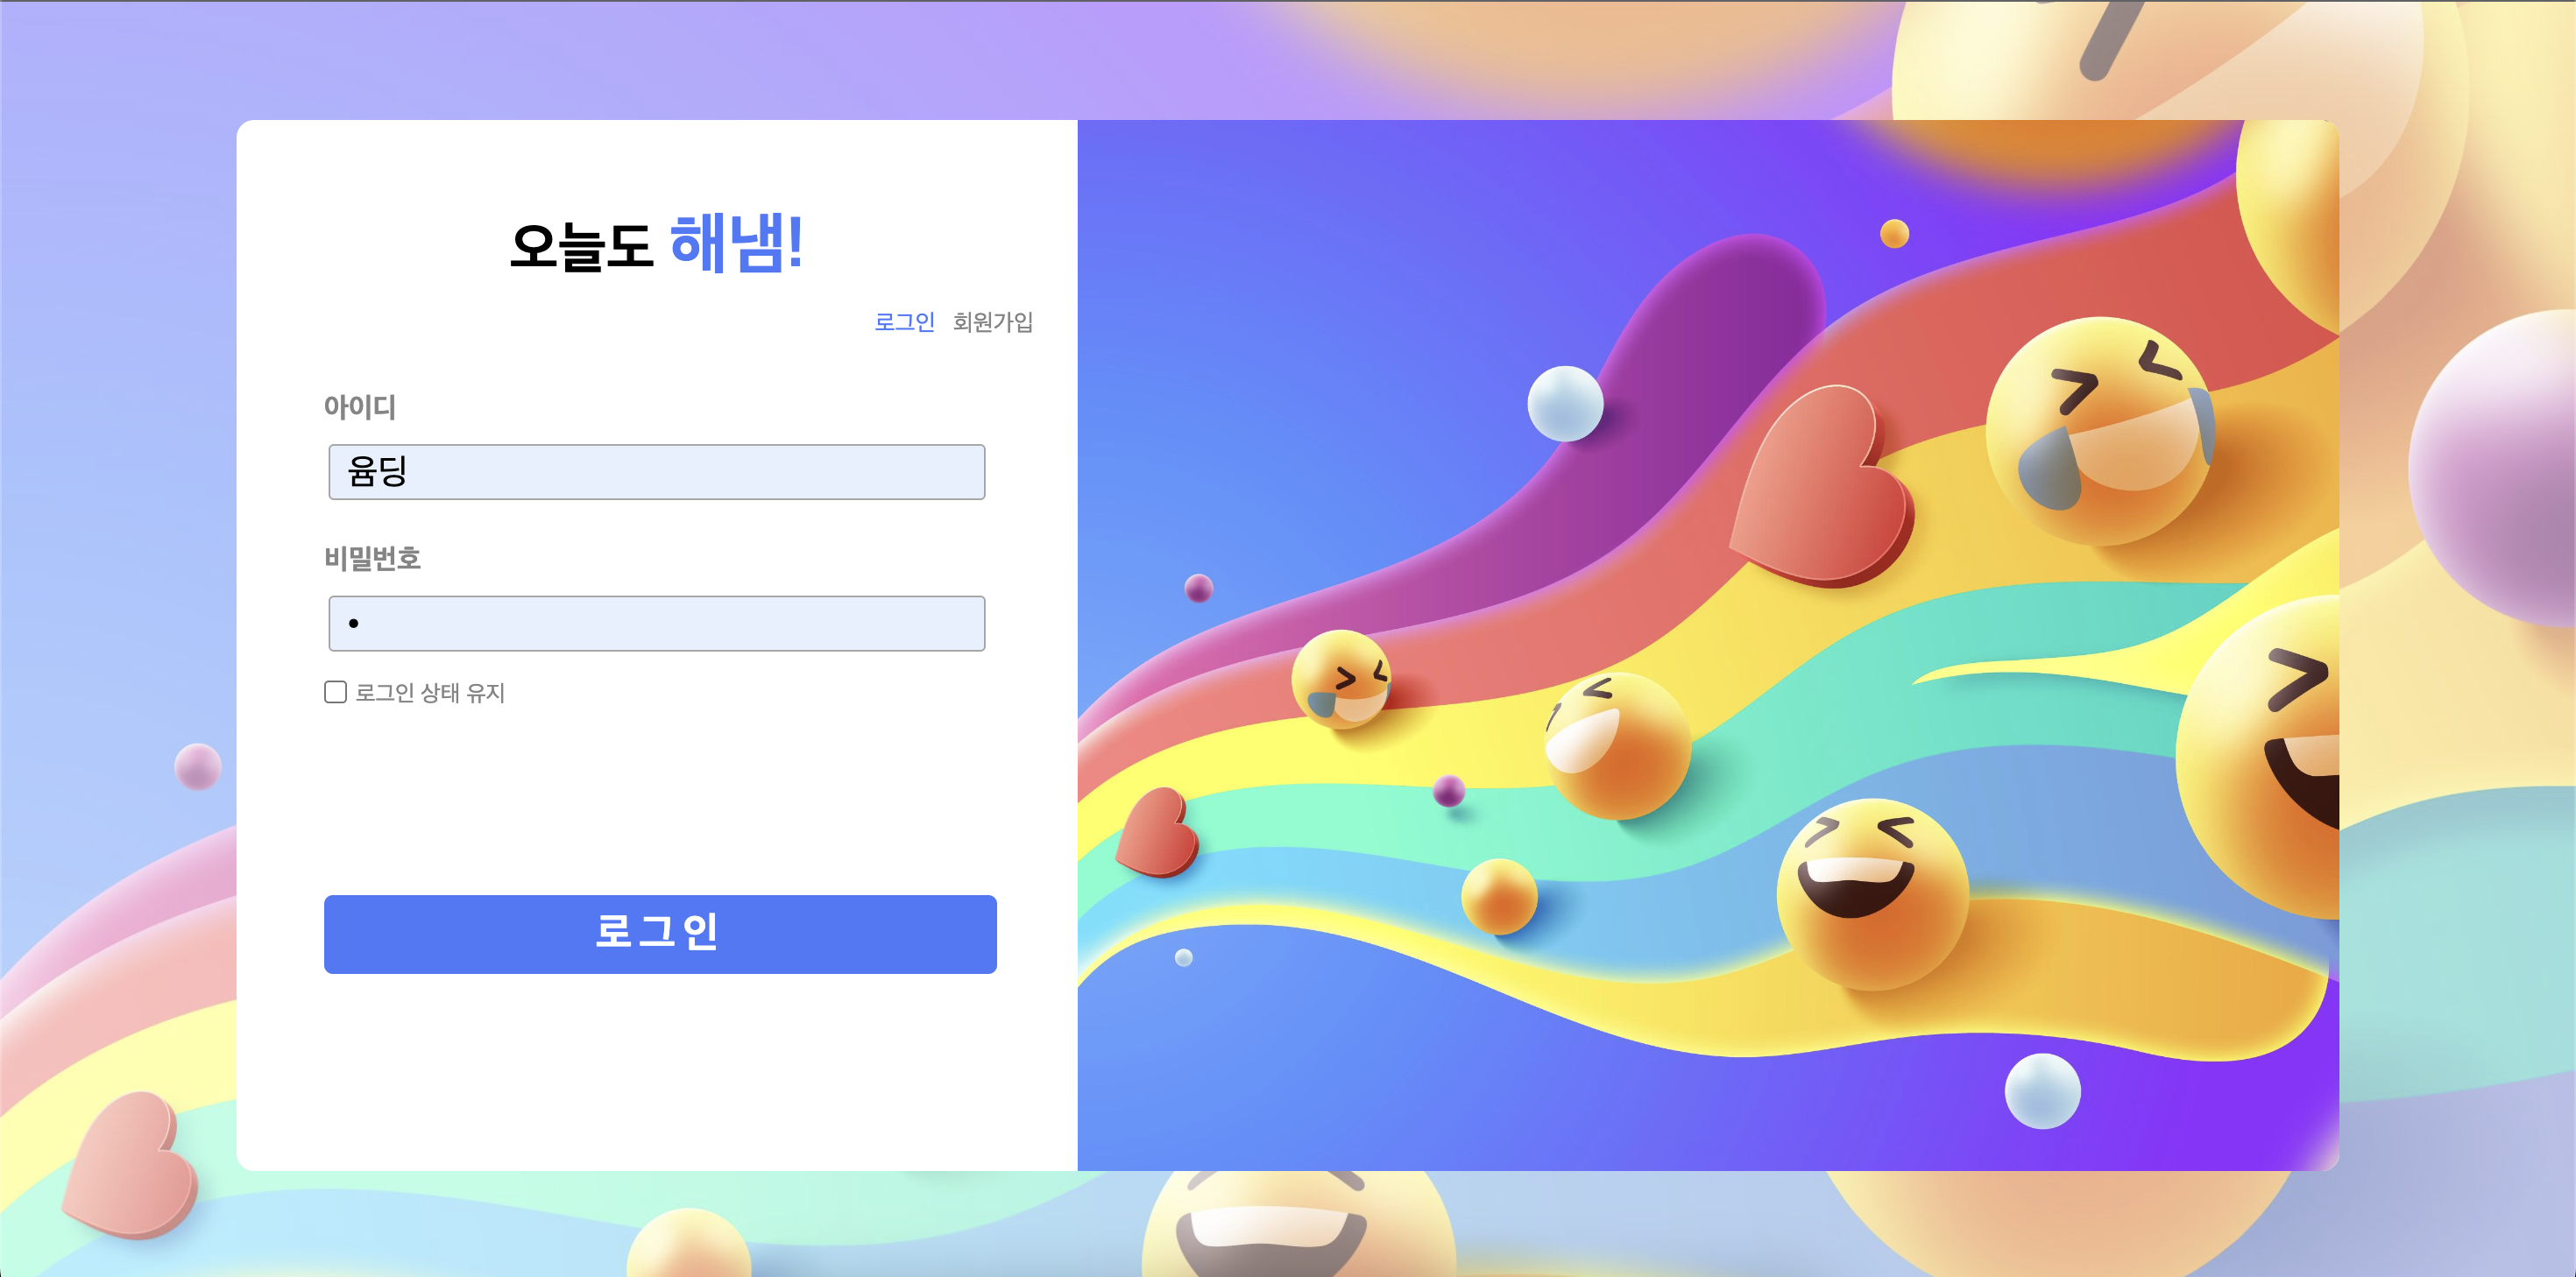 오늘도 해냄!
로그인 회원가입
아이디
윰딩
비밀번호
로그인 상태 유지
로그인